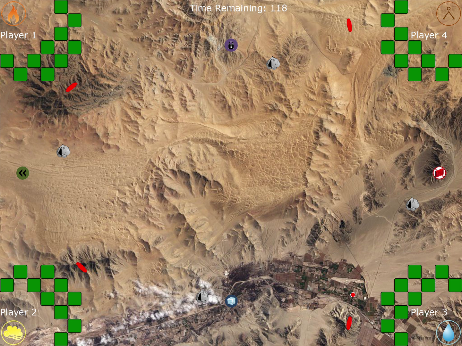 Time Remaining: 118
Player 1
Player 4
Player 2
Player 3